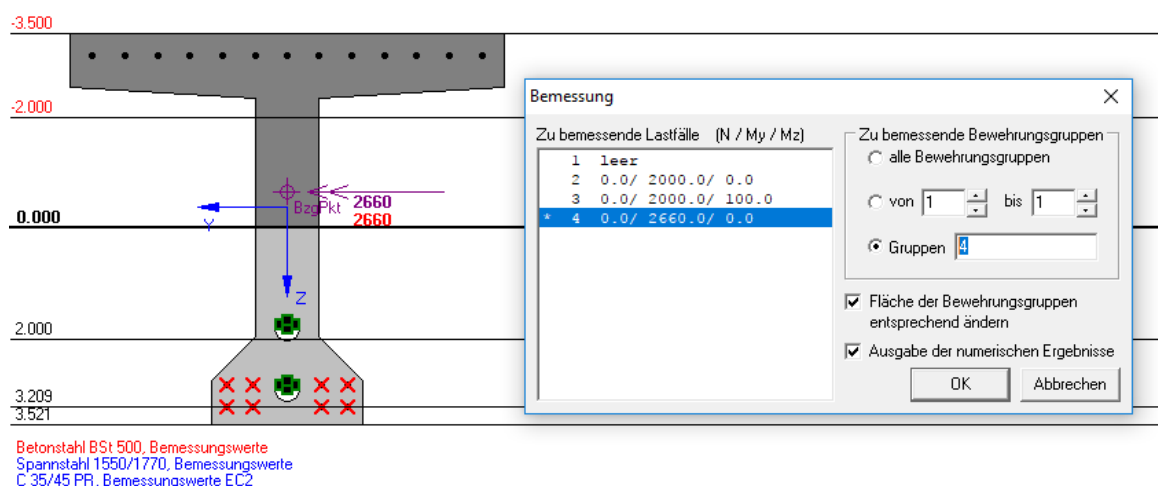 -3.500
-2.000
BzgPkt
2660
2660
0.000
Y
Z
2.000
3.209
3.521
Betonstahl BSt 500, Bemessungswerte
Spannstahl 1550/1770, Bemessungswerte
C 35/45 PR, Bemessungswerte EC2
Bemessung
Zu bemessende Lastfälle (N / My / Mz)
1 leer
2 0.0/ 2000.0/ 0.0
3 0.0/ 2000.0/ 100.0
* 4 0.0/ 2660.0/ 0.0
Zu bemessende Bewehrungsgruppen
alle Bewehrungsgruppen
von 1 bis 1
Gruppen 4
Fläche der Bewehrungsgruppen
entsprechend ändern
Ausgabe der numerischen Ergebnisse
OK Abbrechen